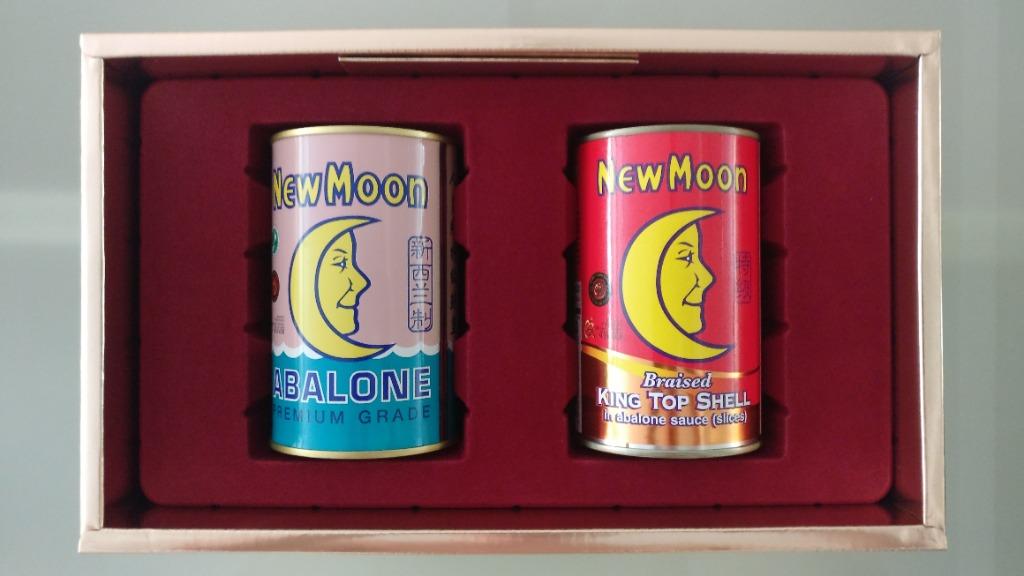 NewMoon
新西兰制
ABALONE
PREMIUM GRADE
NewMoon
Braised
KING TOP SHELL
in abalone sauce (slices)